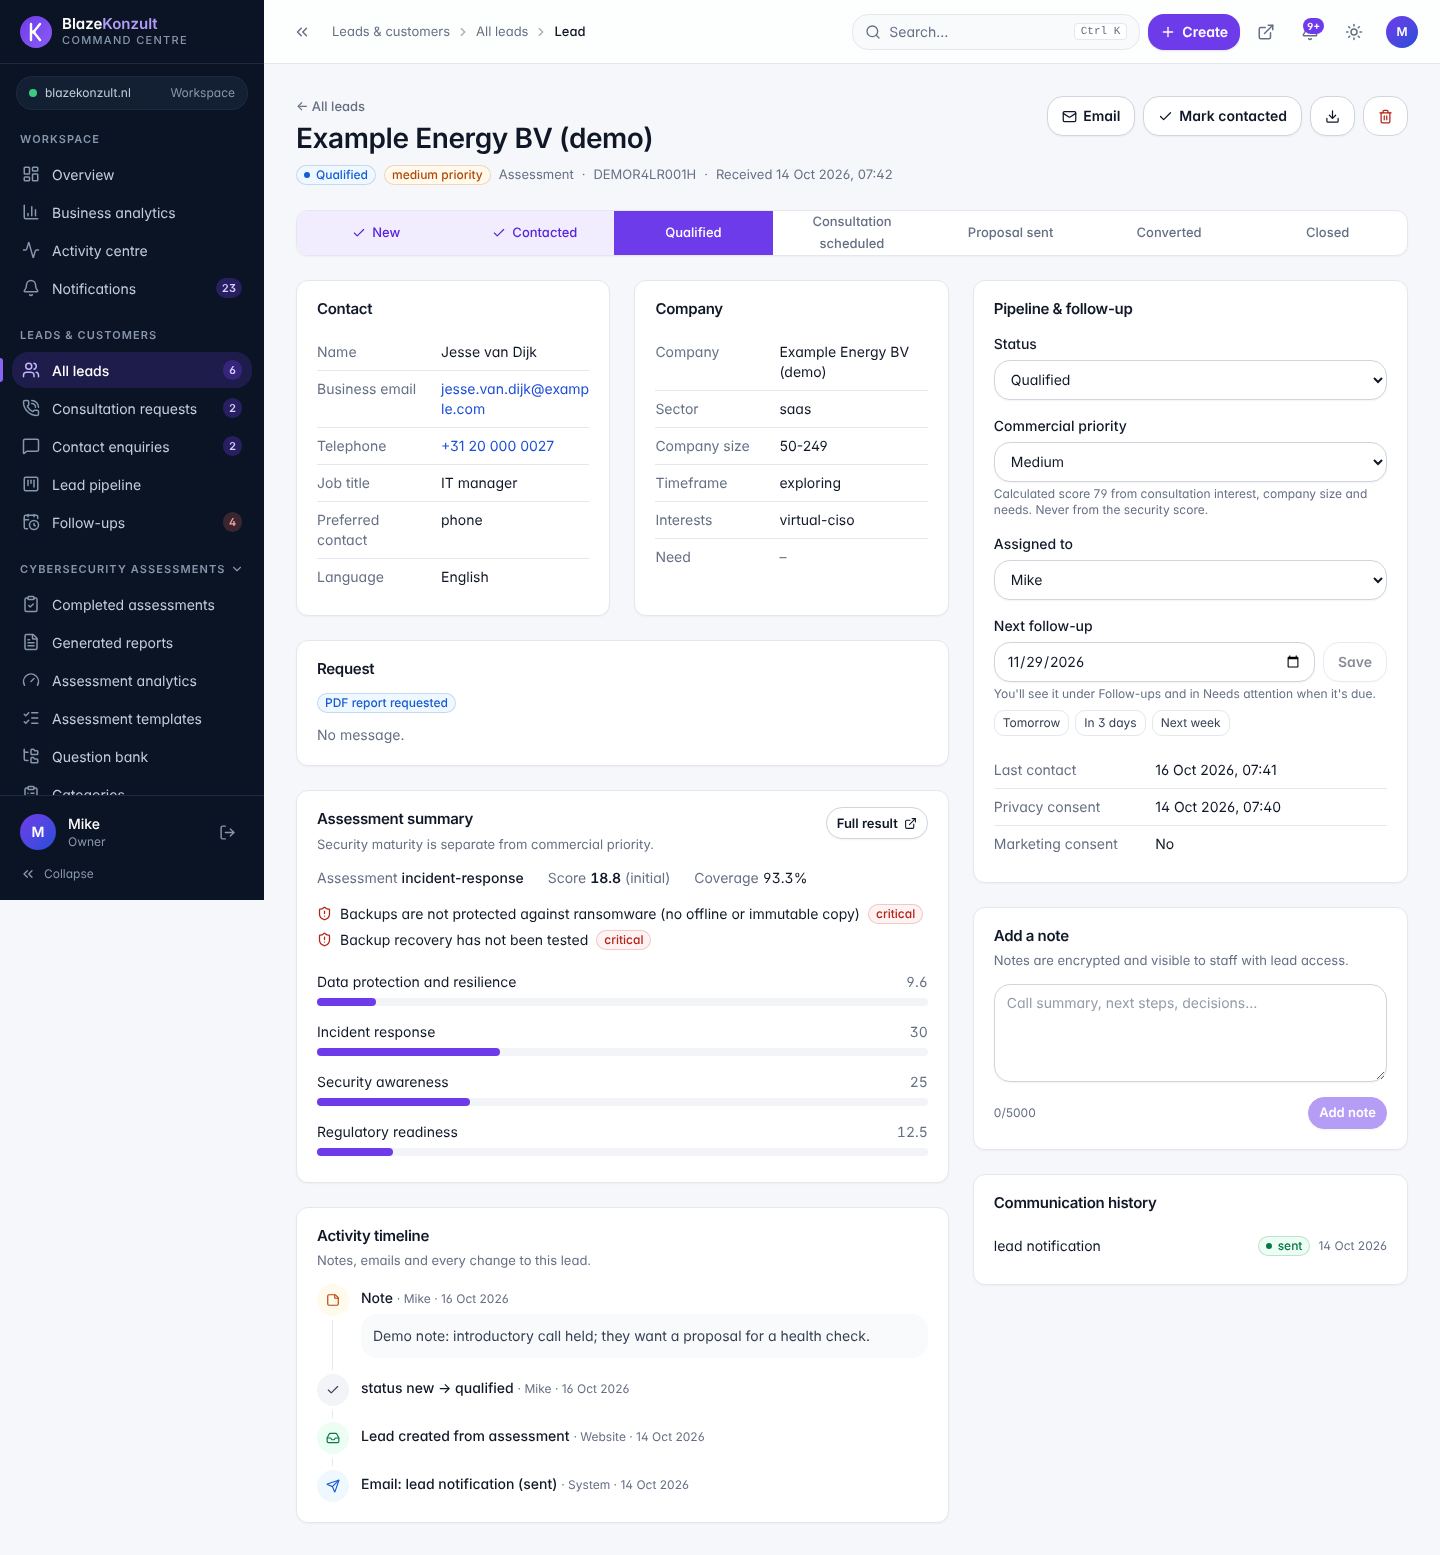 BlazeKonzult
COMMAND CENTRE
blazekonzult.nl Workspace
WORKSPACE
Overview
Business analytics
Activity centre
Notifications 23
LEADS & CUSTOMERS
All leads 6
Consultation requests 2
Contact enquiries 2
Lead pipeline
Follow-ups 4
CYBERSECURITY ASSESSMENTS
Completed assessments
Generated reports
Assessment analytics
Assessment templates
Question bank
Categories
M Mike
Owner
Collapse
Leads & customers > All leads > Lead
Search... Ctrl K
+ Create
9+
M
← All leads
Example Energy BV (demo)
Qualified medium priority Assessment · DEMOR4LR001H · Received 14 Oct 2026, 07:42
Email
Mark contacted
New
Contacted
Qualified
Consultation
scheduled
Proposal sent
Converted
Closed
Contact
Name Jesse van Dijk
Business email jesse.van.dijk@examp
le.com
Telephone +31 20 000 0027
Job title IT manager
Preferred phone
contact
Language English
Company
Company Example Energy BV
(demo)
Sector saas
Company size 50-249
Timeframe exploring
Interests virtual-ciso
Need –
Request
PDF report requested
No message.
Assessment summary
Security maturity is separate from commercial priority.
Full result
Assessment incident-response Score 18.8 (initial) Coverage 93.3%
Backups are not protected against ransomware (no offline or immutable copy) critical
Backup recovery has not been tested critical
Data protection and resilience 9.6
Incident response 30
Security awareness 25
Regulatory readiness 12.5
Activity timeline
Notes, emails and every change to this lead.
Note · Mike · 16 Oct 2026
Demo note: introductory call held; they want a proposal for a health check.
status new → qualified · Mike · 16 Oct 2026
Lead created from assessment · Website · 14 Oct 2026
Email: lead notification (sent) · System · 14 Oct 2026
Pipeline & follow-up
Status
Qualified
Commercial priority
Medium
Calculated score 79 from consultation interest, company size and
needs. Never from the security score.
Assigned to
Mike
Next follow-up
11/29/2026 Save
You'll see it under Follow-ups and in Needs attention when it's due.
Tomorrow In 3 days Next week
Last contact 16 Oct 2026, 07:41
Privacy consent 14 Oct 2026, 07:40
Marketing consent No
Add a note
Notes are encrypted and visible to staff with lead access.
Call summary, next steps, decisions...
0/5000 Add note
Communication history
lead notification sent 14 Oct 2026